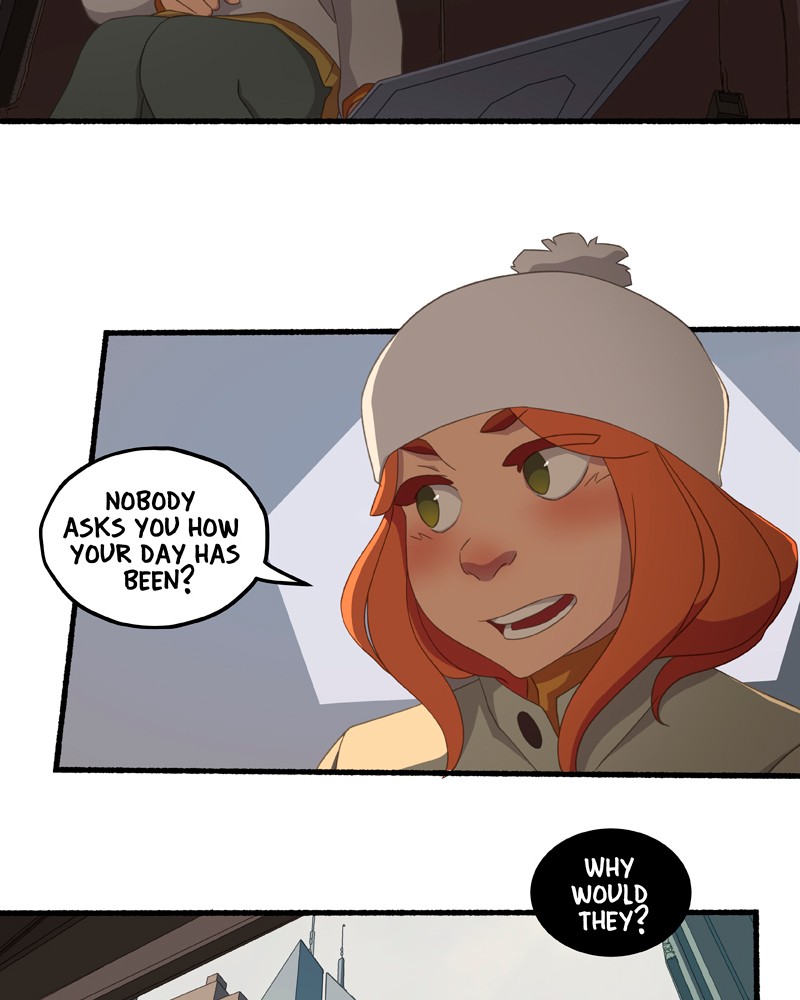 NOBODY
ASKS YOU HOW
YOUR DAY HAS
BEEN?
WHY
WOULD
THEY?